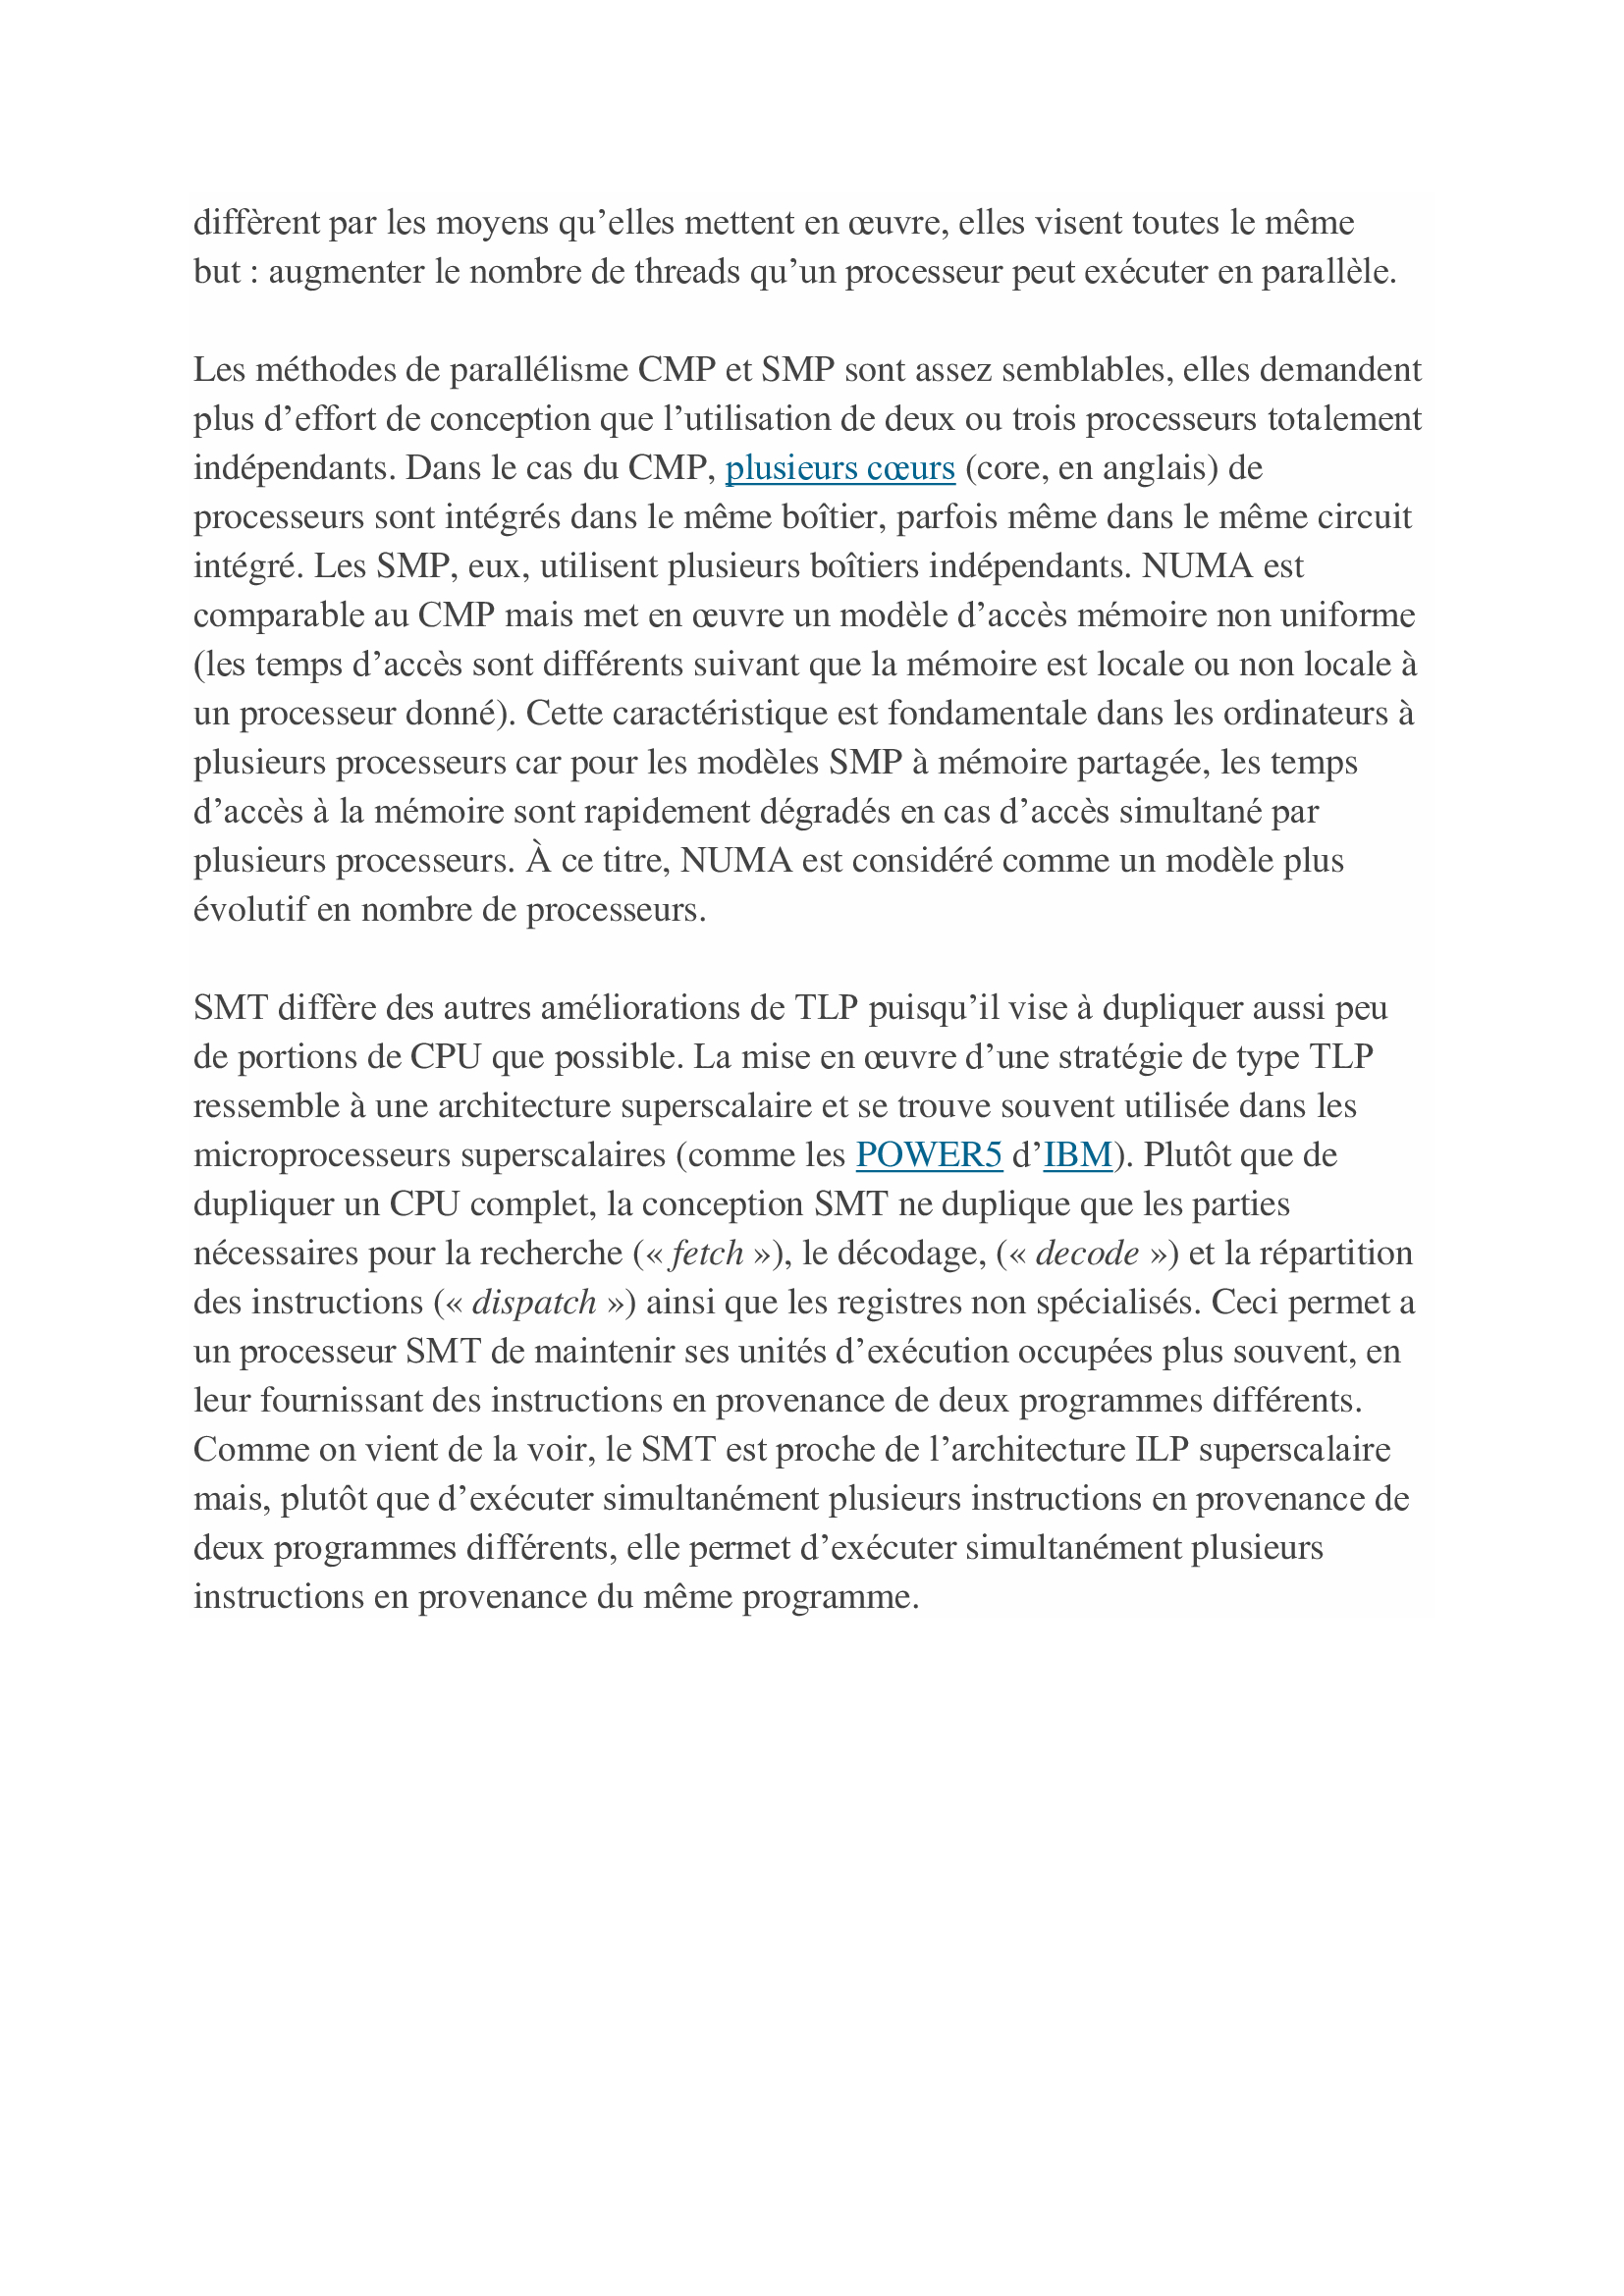 diffèrent par les moyens qu’elles mettent en œuvre, elles visent toutes le même
but : augmenter le nombre de threads qu’un processeur peut exécuter en parallèle.
Les méthodes de parallélisme CMP et SMP sont assez semblables, elles demandent
plus d’effort de conception que l’utilisation de deux ou trois processeurs totalement
indépendants. Dans le cas du CMP, plusieurs cœurs (core, en anglais) de
processeurs sont intégrés dans le même boîtier, parfois même dans le même circuit
intégré. Les SMP, eux, utilisent plusieurs boîtiers indépendants. NUMA est
comparable au CMP mais met en œuvre un modèle d’accès mémoire non uniforme
(les temps d’accès sont différents suivant que la mémoire est locale ou non locale à
un processeur donné). Cette caractéristique est fondamentale dans les ordinateurs à
plusieurs processeurs car pour les modèles SMP à mémoire partagée, les temps
d’accès à la mémoire sont rapidement dégradés en cas d’accès simultané par
plusieurs processeurs. À ce titre, NUMA est considéré comme un modèle plus
évolutif en nombre de processeurs.
SMT diffère des autres améliorations de TLP puisqu’il vise à dupliquer aussi peu
de portions de CPU que possible. La mise en œuvre d’une stratégie de type TLP
ressemble à une architecture superscalaire et se trouve souvent utilisée dans les
microprocesseurs superscalaires (comme les POWER5 d’IBM). Plutôt que de
dupliquer un CPU complet, la conception SMT ne duplique que les parties
nécessaires pour la recherche (« fetch »), le décodage, (« decode ») et la répartition
des instructions (« dispatch ») ainsi que les registres non spécialisés. Ceci permet a
un processeur SMT de maintenir ses unités d’exécution occupées plus souvent, en
leur fournissant des instructions en provenance de deux programmes différents.
Comme on vient de la voir, le SMT est proche de l’architecture ILP superscalaire
mais, plutôt que d’exécuter simultanément plusieurs instructions en provenance de
deux programmes différents, elle permet d’exécuter simultanément plusieurs
instructions en provenance du même programme.